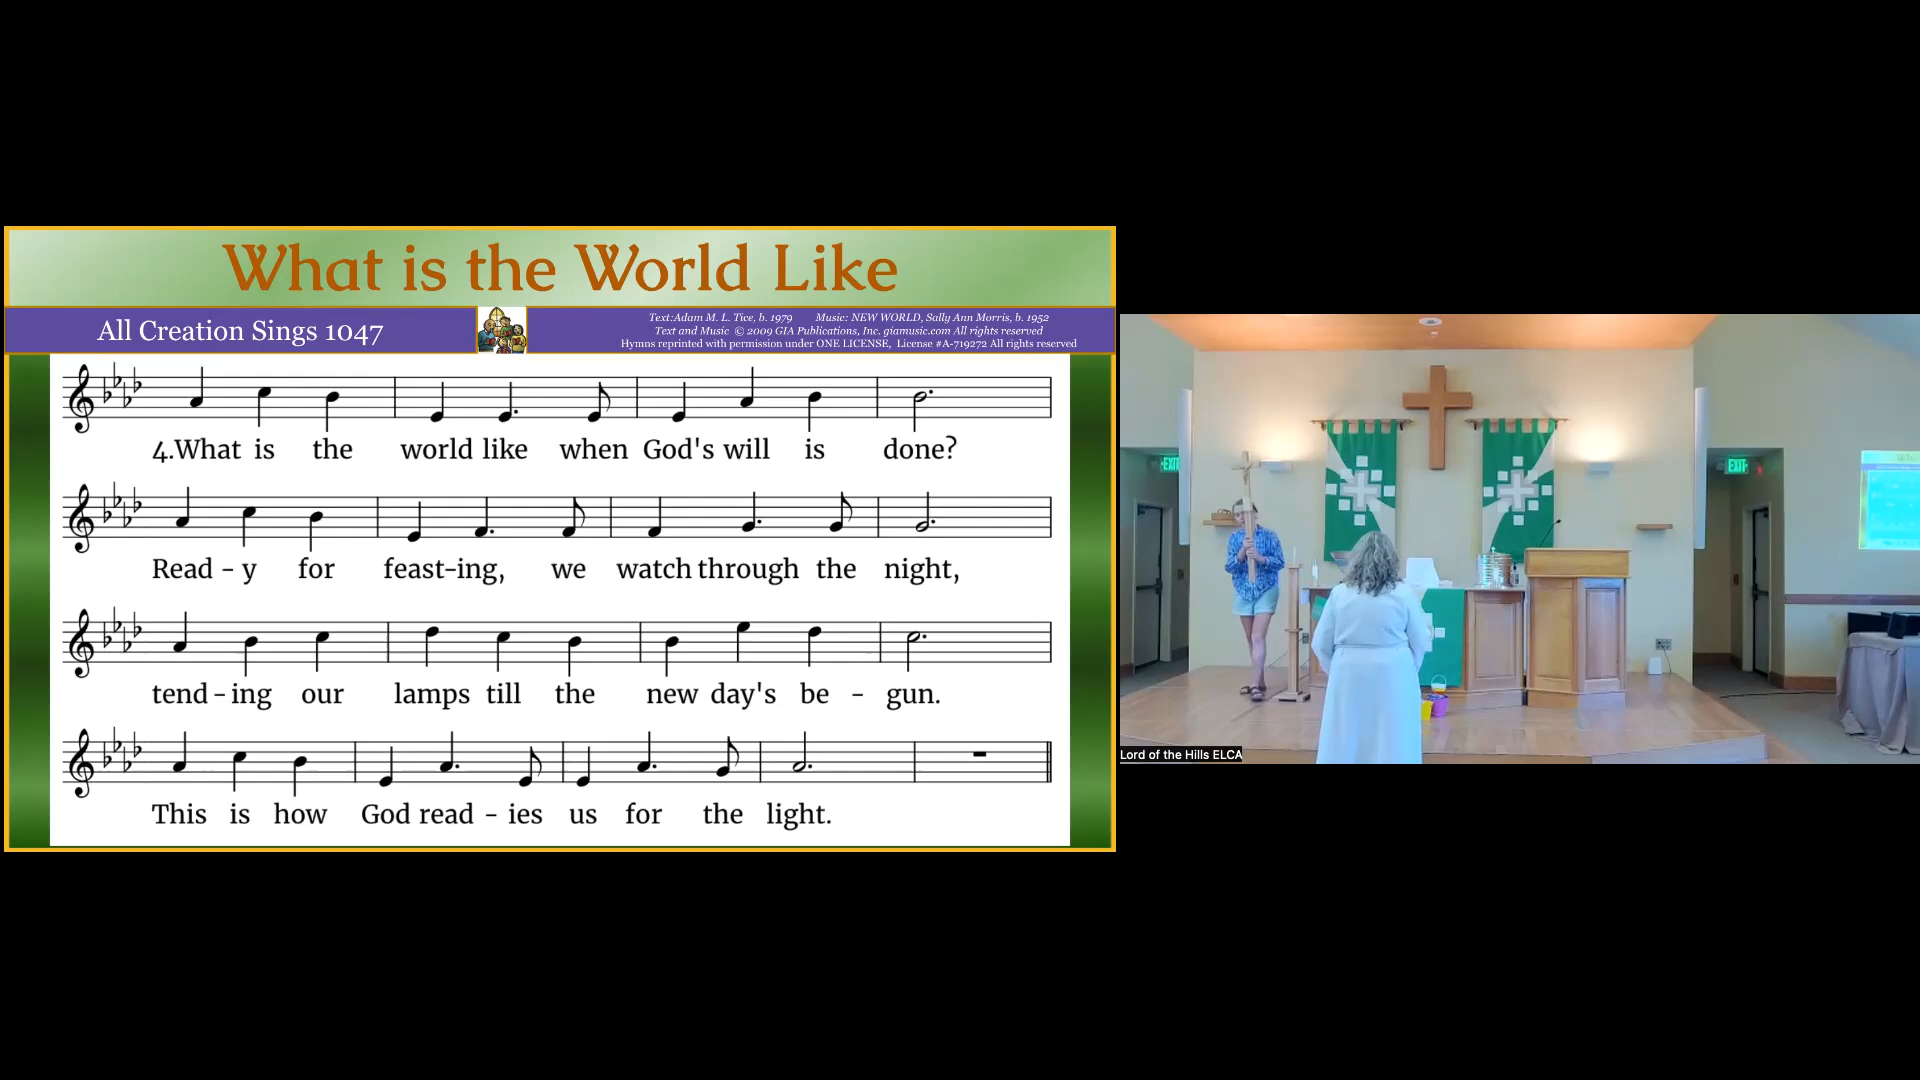 What is the World Like
All Creation Sings 1047
Text:Adam M. L. Tice, b. 1979 Music: NEW WORLD, Sally Ann Morris, b. 1952
Text and Music © 2009 GIA Publications, Inc. giamusic.com All rights reserved
Hymns reprinted with permission under ONE LICENSE, License #A-719272 All rights reserved
4.What is the world like when God's will is done?
Read - y for feast-ing, we watch through the night,
tend - ing our lamps till the new day's be - gun.
This is how God read - ies us for the light.
EXIT
EXIT
Lord of the Hills ELCA